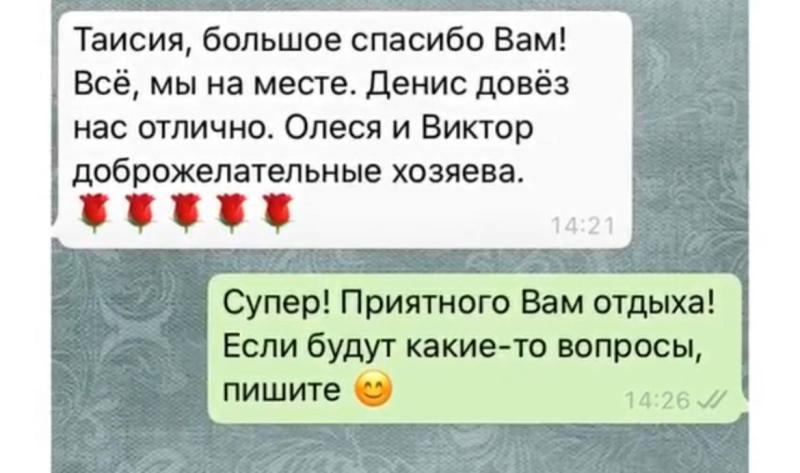 Таисия, большое спасибо Вам!
Всё, мы на месте. Денис довёз
нас отлично. Олеся и Виктор
доброжелательные хозяева.
🌹🌹🌹🌹🌹
14:21
Супер! Приятного Вам отдыха!
Если будут какие-то вопросы,
пишите 😊
14:26